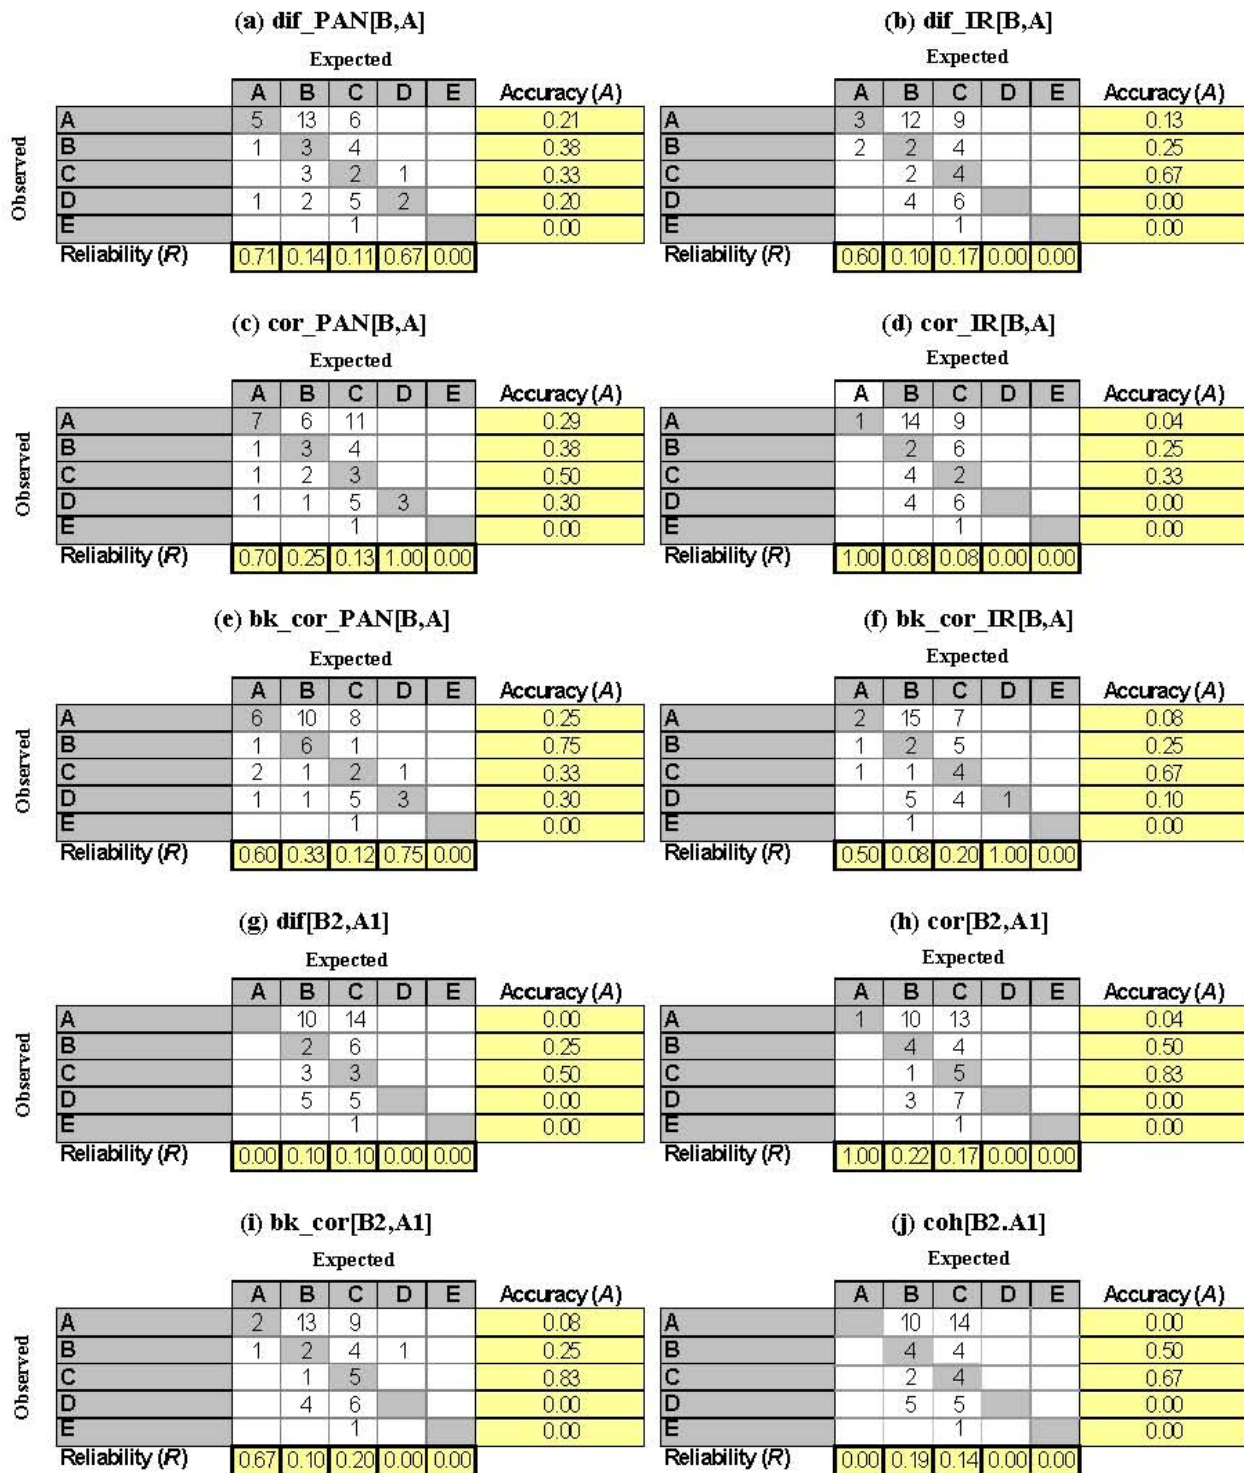 (a) dif_PAN[B,A]
Expected
A B C D E Accuracy (A)
Observed
A 5 13 6 0.21
B 1 3 4 0.38
C 3 2 1 0.33
D 1 2 5 2 0.20
E 1 0.00
Reliability (R) 0.71 0.14 0.11 0.67 0.00
(b) dif_IR[B,A]
Expected
A B C D E Accuracy (A)
A 3 12 9 0.13
B 2 2 4 0.25
C 2 4 0.67
D 4 6 0.00
E 1 0.00
Reliability (R) 0.60 0.10 0.17 0.00 0.00
(c) cor_PAN[B,A]
Expected
A B C D E Accuracy (A)
Observed
A 7 6 11 0.29
B 1 3 4 0.38
C 1 2 3 0.50
D 1 1 5 3 0.30
E 1 0.00
Reliability (R) 0.70 0.25 0.13 1.00 0.00
(d) cor_IR[B,A]
Expected
A B C D E Accuracy (A)
A 1 14 9 0.04
B 2 6 0.25
C 4 2 0.33
D 4 6 0.00
E 1 0.00
Reliability (R) 1.00 0.08 0.08 0.00 0.00
(e) bk_cor_PAN[B,A]
Expected
A B C D E Accuracy (A)
Observed
A 6 10 8 0.25
B 1 6 1 0.75
C 2 1 2 1 0.33
D 1 1 5 3 0.30
E 1 0.00
Reliability (R) 0.60 0.33 0.12 0.75 0.00
(f) bk_cor_IR[B,A]
Expected
A B C D E Accuracy (A)
A 2 15 7 0.08
B 1 2 5 0.25
C 1 1 4 0.67
D 5 4 1 0.10
E 1 0.00
Reliability (R) 0.50 0.08 0.20 1.00 0.00
(g) dif[B2,A1]
Expected
A B C D E Accuracy (A)
Observed
A 10 14 0.00
B 2 6 0.25
C 3 3 0.50
D 5 5 0.00
E 1 0.00
Reliability (R) 0.00 0.10 0.10 0.00 0.00
(h) cor[B2,A1]
Expected
A B C D E Accuracy (A)
A 1 10 13 0.04
B 4 4 0.50
C 1 5 0.83
D 3 7 0.00
E 1 0.00
Reliability (R) 1.00 0.22 0.17 0.00 0.00
(i) bk_cor[B2,A1]
Expected
A B C D E Accuracy (A)
Observed
A 2 13 9 0.08
B 1 2 4 1 0.25
C 1 5 0.83
D 4 6 0.00
E 1 0.00
Reliability (R) 0.67 0.10 0.20 0.00 0.00
(j) coh[B2.A1]
Expected
A B C D E Accuracy (A)
A 10 14 0.00
B 4 4 0.50
C 2 4 0.67
D 5 5 0.00
E 1 0.00
Reliability (R) 0.00 0.19 0.14 0.00 0.00